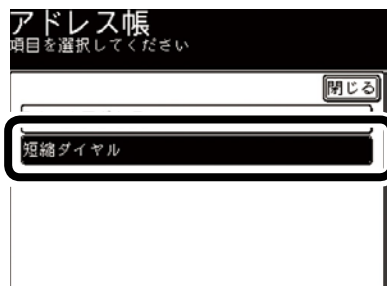 アドレス帳
項目を選択してください
閉じる
短縮ダイヤル